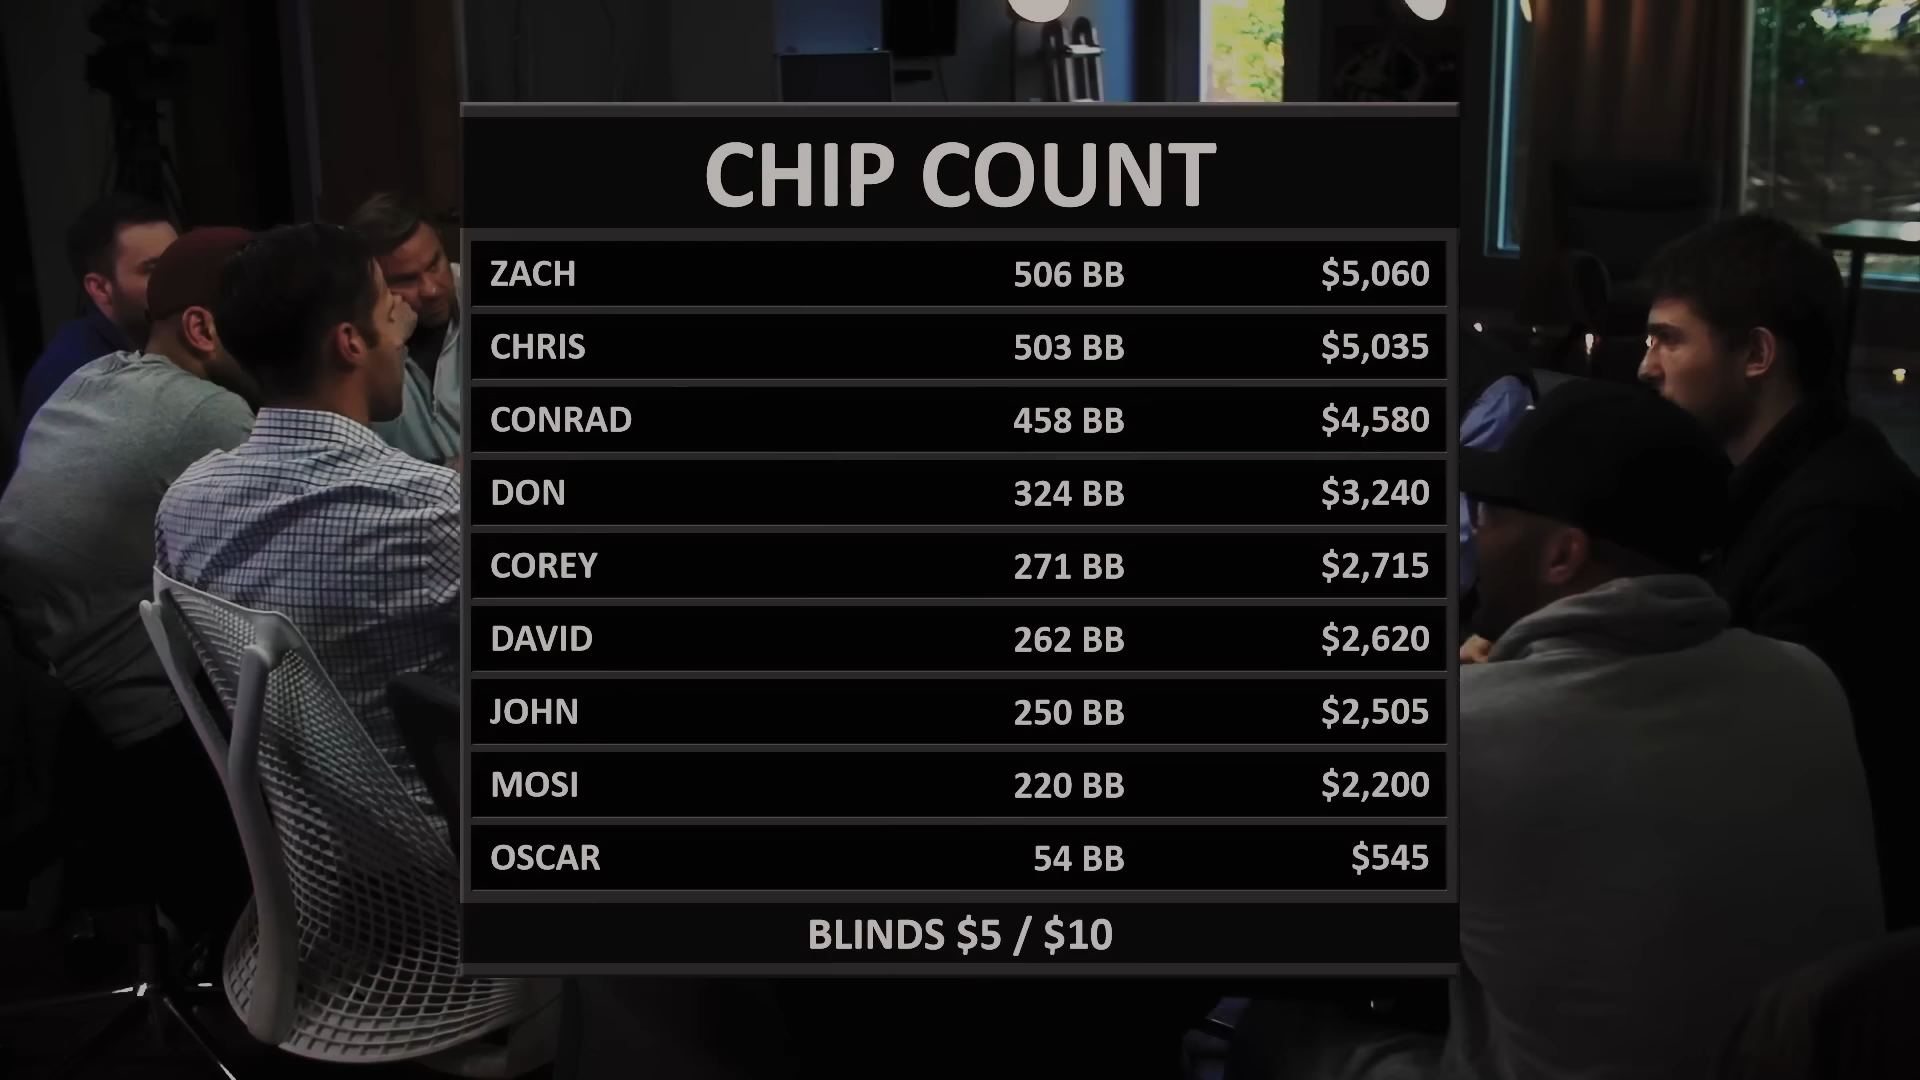 CHIP COUNT
ZACH 506 BB $5,060
CHRIS 503 BB $5,035
CONRAD 458 BB $4,580
DON 324 BB $3,240
COREY 271 BB $2,715
DAVID 262 BB $2,620
JOHN 250 BB $2,505
MOSI 220 BB $2,200
OSCAR 54 BB $545
BLINDS $5 / $10